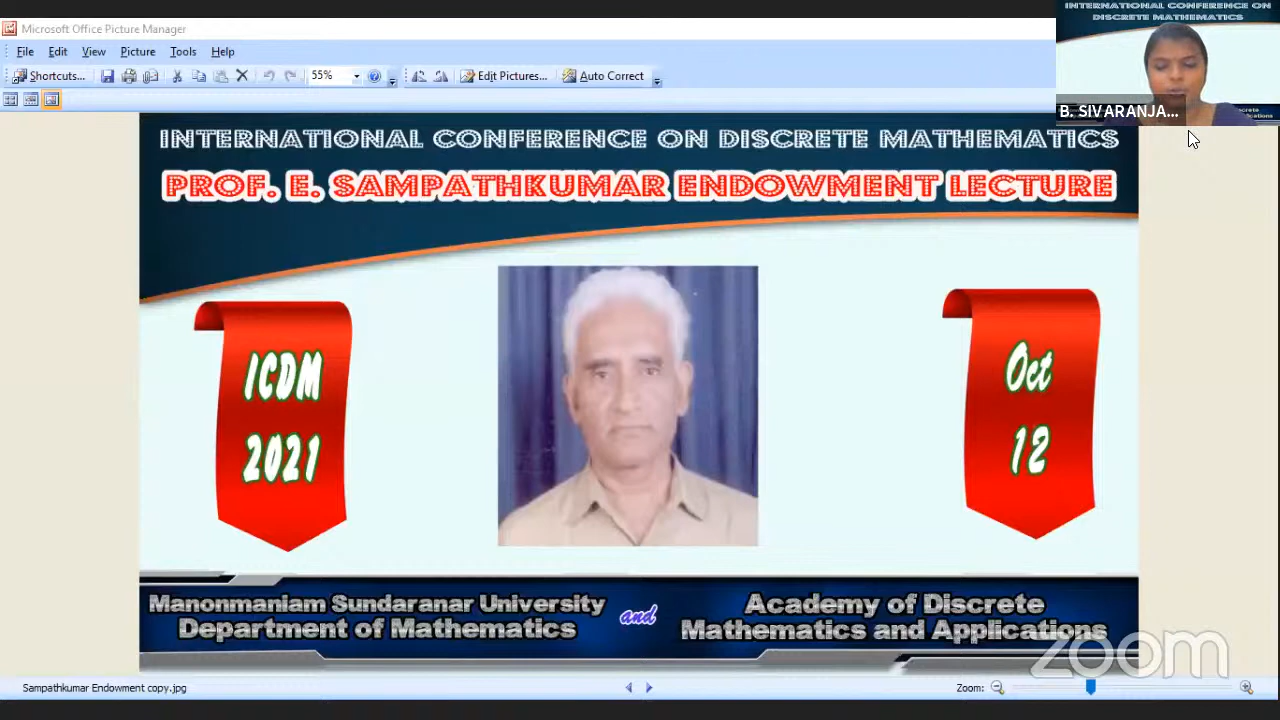 Microsoft Office Picture Manager
File Edit View Picture Tools Help
Shortcuts...
55%
Edit Pictures...
Auto Correct
INTERNATIONAL CONFERENCE ON
DISCRETE MATHEMATICS
B. SIVARANJA...
INTERNATIONAL CONFERENCE ON DISCRETE MATHEMATICS
PROF. E. SAMPATHKUMAR ENDOWMENT LECTURE
ICDM
2021
Oct
12
Manonmaniam Sundaranar University
Department of Mathematics
and
Academy of Discrete
Mathematics and Applications
zoom
Sampathkumar Endowment copy.jpg
Zoom: